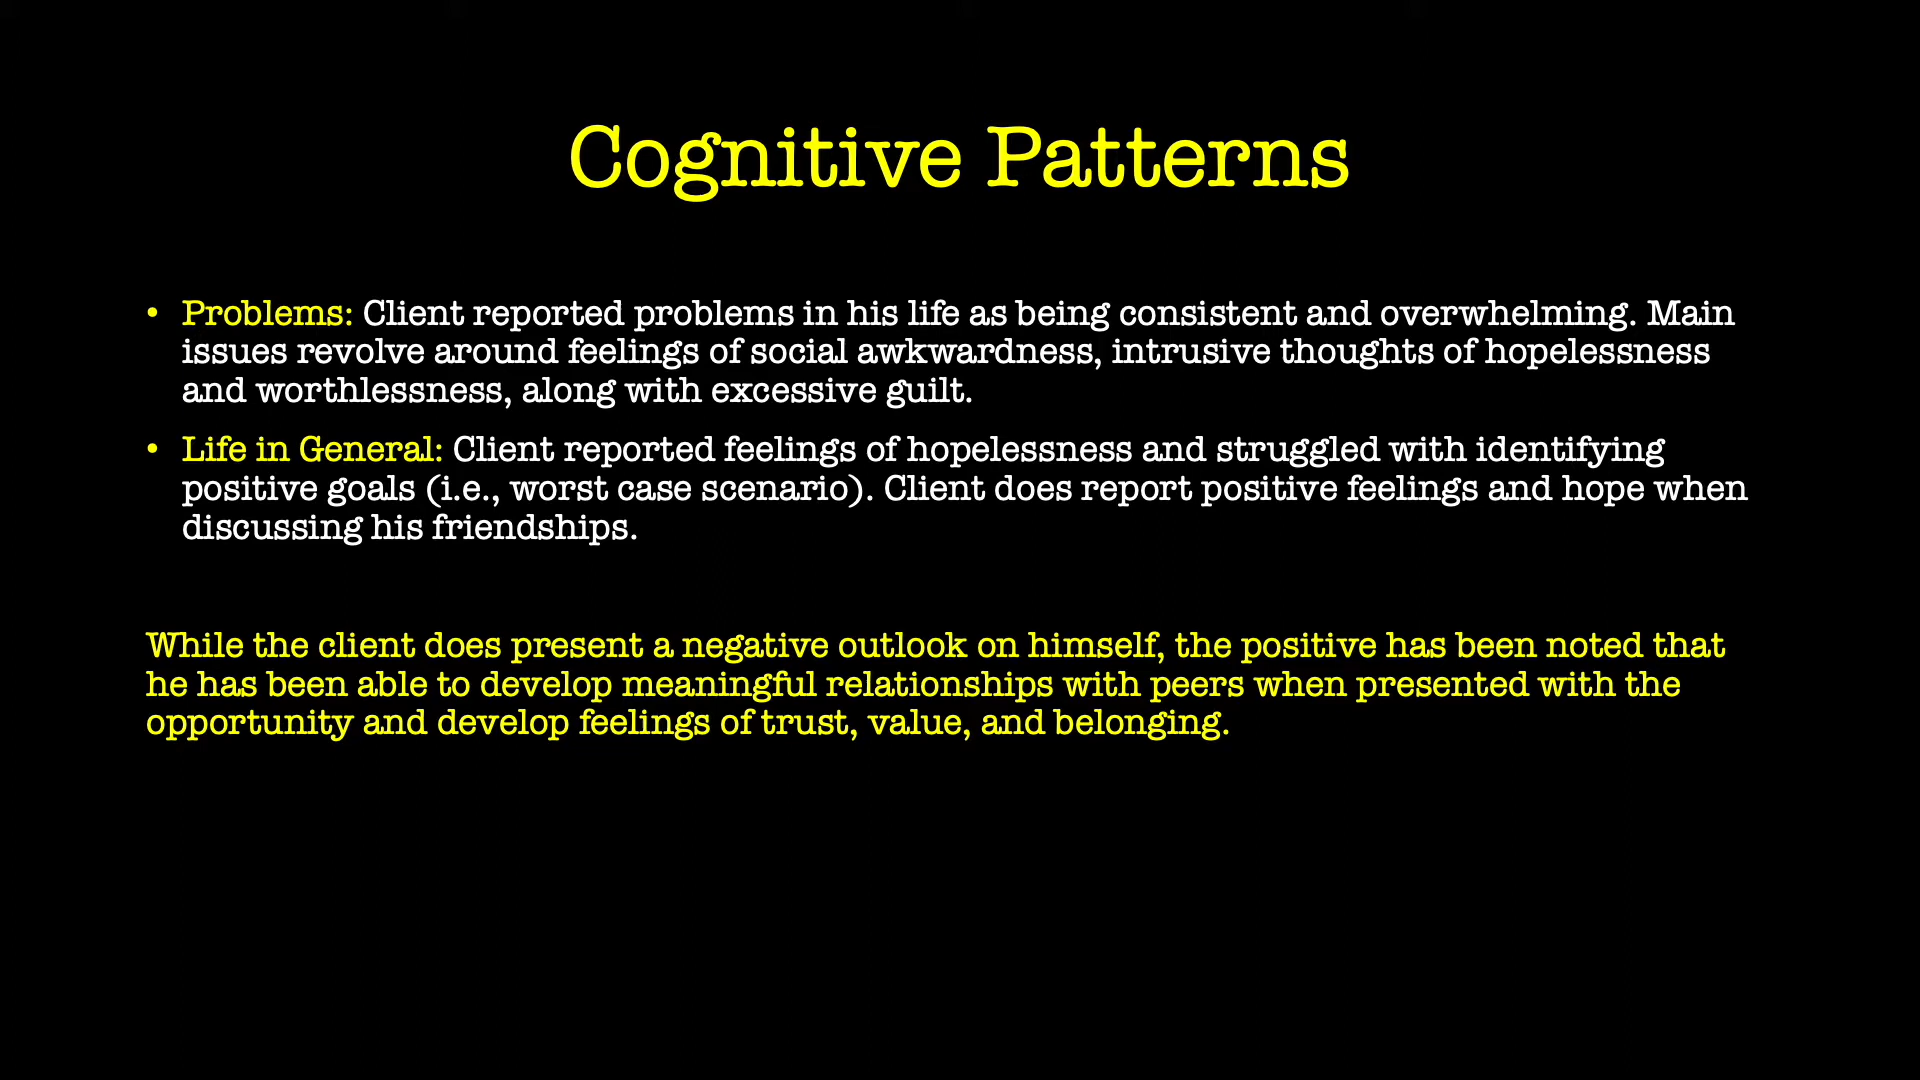 Cognitive Patterns
• Problems: Client reported problems in his life as being consistent and overwhelming. Main
issues revolve around feelings of social awkwardness, intrusive thoughts of hopelessness
and worthlessness, along with excessive guilt.
• Life in General: Client reported feelings of hopelessness and struggled with identifying
positive goals (i.e., worst case scenario). Client does report positive feelings and hope when
discussing his friendships.
While the client does present a negative outlook on himself, the positive has been noted that
he has been able to develop meaningful relationships with peers when presented with the
opportunity and develop feelings of trust, value, and belonging.